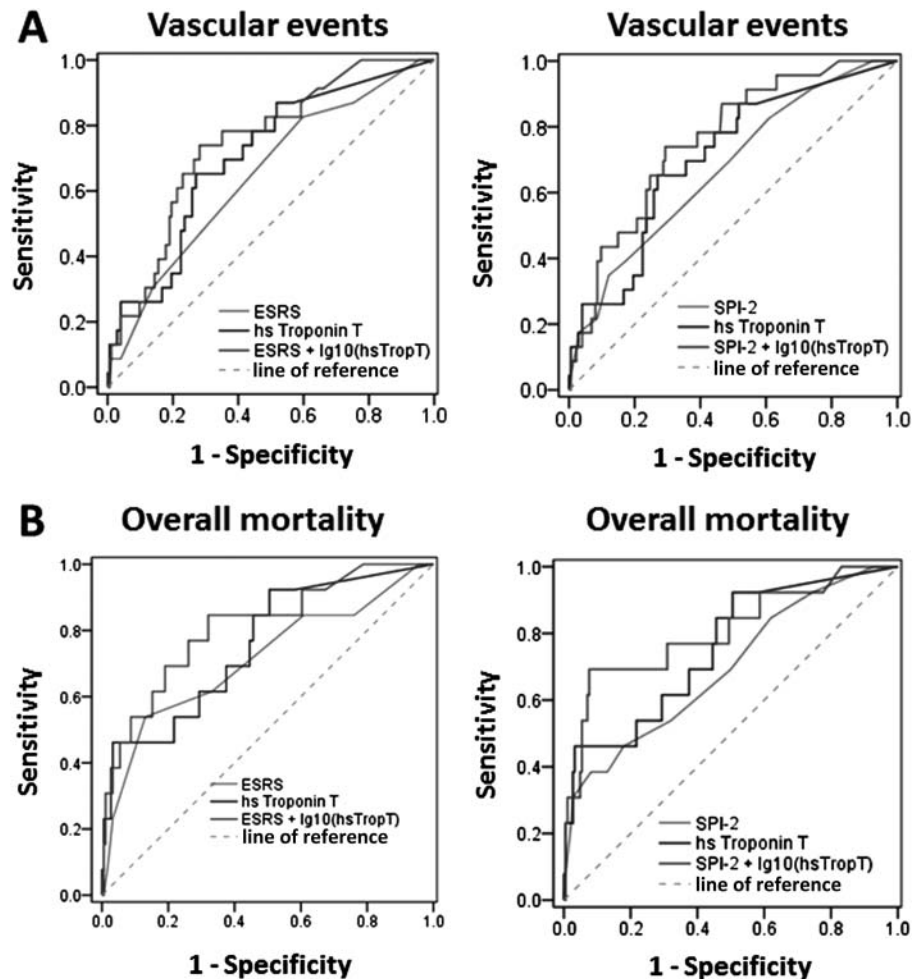 A
Vascular events
Vascular events
Sensitivity
1.0
0.8
0.6
0.4
0.2
0.0
ESRS
hs Troponin T
ESRS + lg10(hsTropT)
line of reference
0.0 0.2 0.4 0.6 0.8 1.0
1 - Specificity
Sensitivity
1.0
0.8
0.6
0.4
0.2
0.0
SPI-2
hs Troponin T
SPI-2 + lg10(hsTropT)
line of reference
0.0 0.2 0.4 0.6 0.8 1.0
1 - Specificity
B
Overall mortality
Overall mortality
Sensitivity
1.0
0.8
0.6
0.4
0.2
0.0
ESRS
hs Troponin T
ESRS + lg10(hsTropT)
line of reference
0.0 0.2 0.4 0.6 0.8 1.0
1 - Specificity
Sensitivity
1.0
0.8
0.6
0.4
0.2
0.0
SPI-2
hs Troponin T
SPI-2 + lg10(hsTropT)
line of reference
0.0 0.2 0.4 0.6 0.8 1.0
1 - Specificity